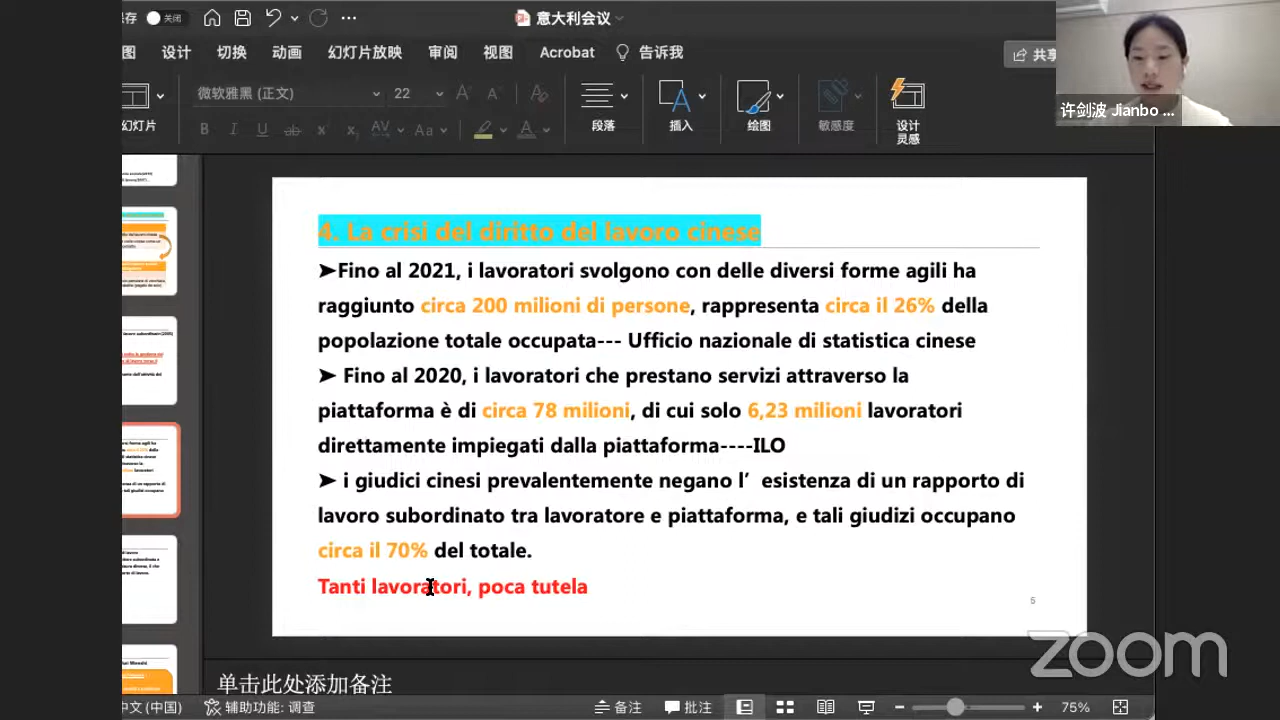 存 关闭 意大利会议
图 设计 切换 动画 幻灯片放映 审阅 视图 Acrobat 告诉我 共享
微软雅黑 (正文) 22
幻灯片 段落 插入 绘图 敏感度 设计
灵感
许剑波 Jianbo ...
4. La crisi del diritto del lavoro cinese
➤Fino al 2021, i lavoratori svolgono con delle diversi forme agili ha
raggiunto circa 200 milioni di persone, rappresenta circa il 26% della
popolazione totale occupata--- Ufficio nazionale di statistica cinese
➤ Fino al 2020, i lavoratori che prestano servizi attraverso la
piattaforma è di circa 78 milioni, di cui solo 6,23 milioni lavoratori
direttamente impiegati dalla piattaforma----ILO
➤ i giudici cinesi prevalentemente negano l’ esistenza di un rapporto di
lavoro subordinato tra lavoratore e piattaforma, e tali giudizi occupano
circa il 70% del totale.
Tanti lavoratori, poca tutela
zoom
单击此处添加备注
中文 (中国) 辅助功能: 调查 备注 批注 75%